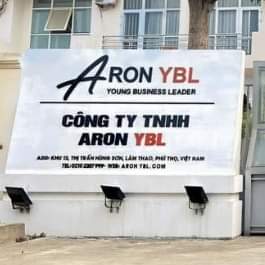 ARON YBL
YOUNG BUSINESS LEADER
CÔNG TY TNHH
ARON YBL
ADD: KHU 13, THỊ TRẤN HÙNG SƠN, LÂM THAO, PHÚ THỌ, VIỆT NAM
WEB: ARON YBL.COM